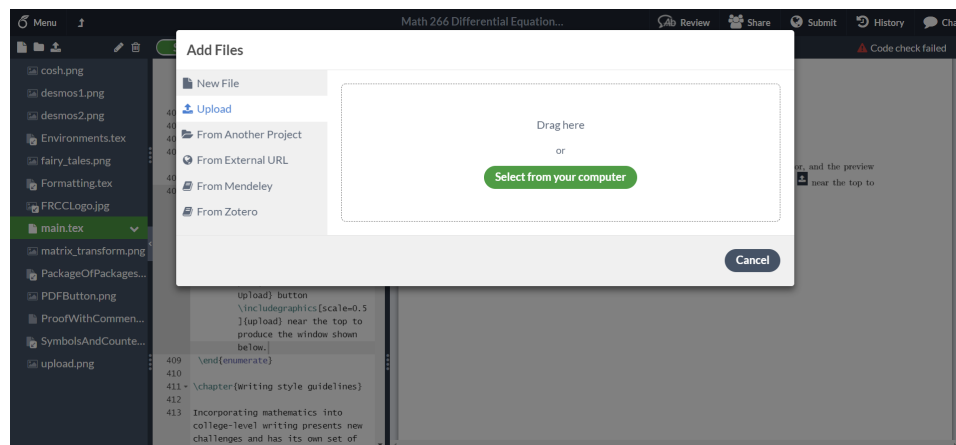 Menu
Math 266 Differential Equation...
Review
Share
Submit
History
Add Files
Code check failed
cosh.png
desmos1.png
desmos2.png
Environments.tex
fairy_tales.png
Formatting.tex
FRCCLogo.jpg
main.tex
matrix_transform.png
PackageOfPackages...
PDFButton.png
ProofWithCommen...
SymbolsAndCounte...
upload.png
New File
Upload
From Another Project
From External URL
From Mendeley
From Zotero
Drag here
or
Select from your computer
Cancel
or, and the preview
near the top to
Upload} button
\includegraphics[scale=0.5
]{upload} near the top to
produce the window shown
below.
409 \end{enumerate}
410
411 \chapter{Writing style guidelines}
412
413 Incorporating mathematics into
college-level writing presents new
challenges and has its own set of